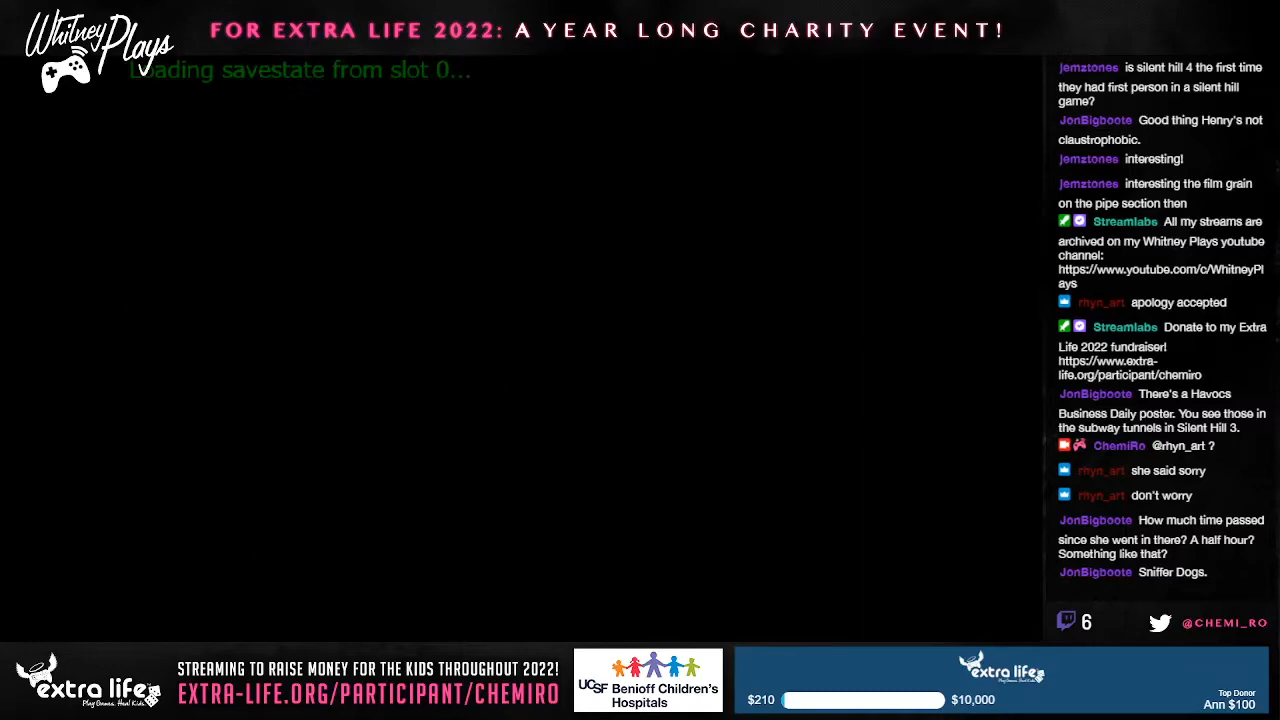 Whitney Plays
FOR EXTRA LIFE 2022: A YEAR LONG CHARITY EVENT!
Loading savestate from slot 0...
jemztones is silent hill 4 the first time
they had first person in a silent hill
game?
JonBigboote Good thing Henry's not
claustrophobic.
jemztones interesting!
jemztones interesting the film grain
on the pipe section then
Streamlabs All my streams are
archived on my Whitney Plays youtube
channel:
https://www.youtube.com/c/WhitneyPl
ays
rhyn_art apology accepted
Streamlabs Donate to my Extra
Life 2022 fundraiser!
https://www.extra-
life.org/participant/chemiro
JonBigboote There's a Havocs
Business Daily poster. You see those in
the subway tunnels in Silent Hill 3.
ChemiRo @rhyn_art ?
rhyn_art she said sorry
rhyn_art don't worry
JonBigboote How much time passed
since she went in there? A half hour?
Something like that?
JonBigboote Sniffer Dogs.
6
@CHEMI_RO
extra life
Play Games. Heal Kids.
STREAMING TO RAISE MONEY FOR THE KIDS THROUGHOUT 2022!
EXTRA-LIFE.ORG/PARTICIPANT/CHEMIRO
UCSF Benioff Children's
Hospitals
extra life
Play Games. Heal Kids.
$210
$10,000
Top Donor
Ann $100